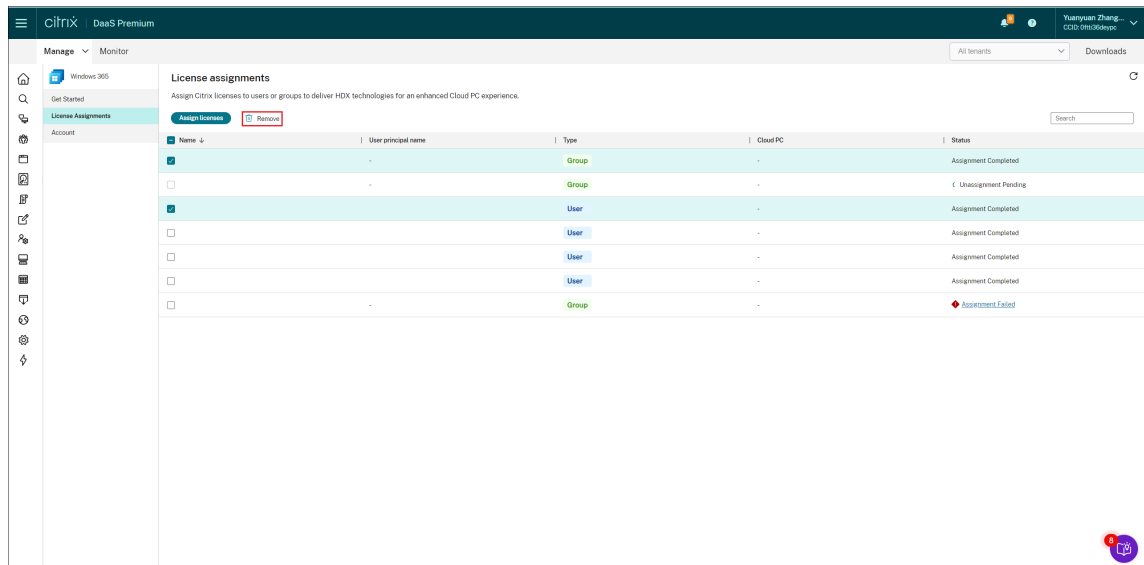 citrix | DaaS Premium
8
Yuanyuan Zhang...
CCID: 0ftti36deypc
Manage
Monitor
All tenants
Downloads
Windows 365
Get Started
License Assignments
Account
License assignments
Assign Citrix licenses to users or groups to deliver HDX technologies for an enhanced Cloud PC experience.
Assign licenses
Remove
Search
Name ↓ | User principal name | Type | Cloud PC | Status
- Group - Assignment Completed
- Group - Unassignment Pending
User - Assignment Completed
User - Assignment Completed
User - Assignment Completed
User - Assignment Completed
- Group - Assignment Failed
8